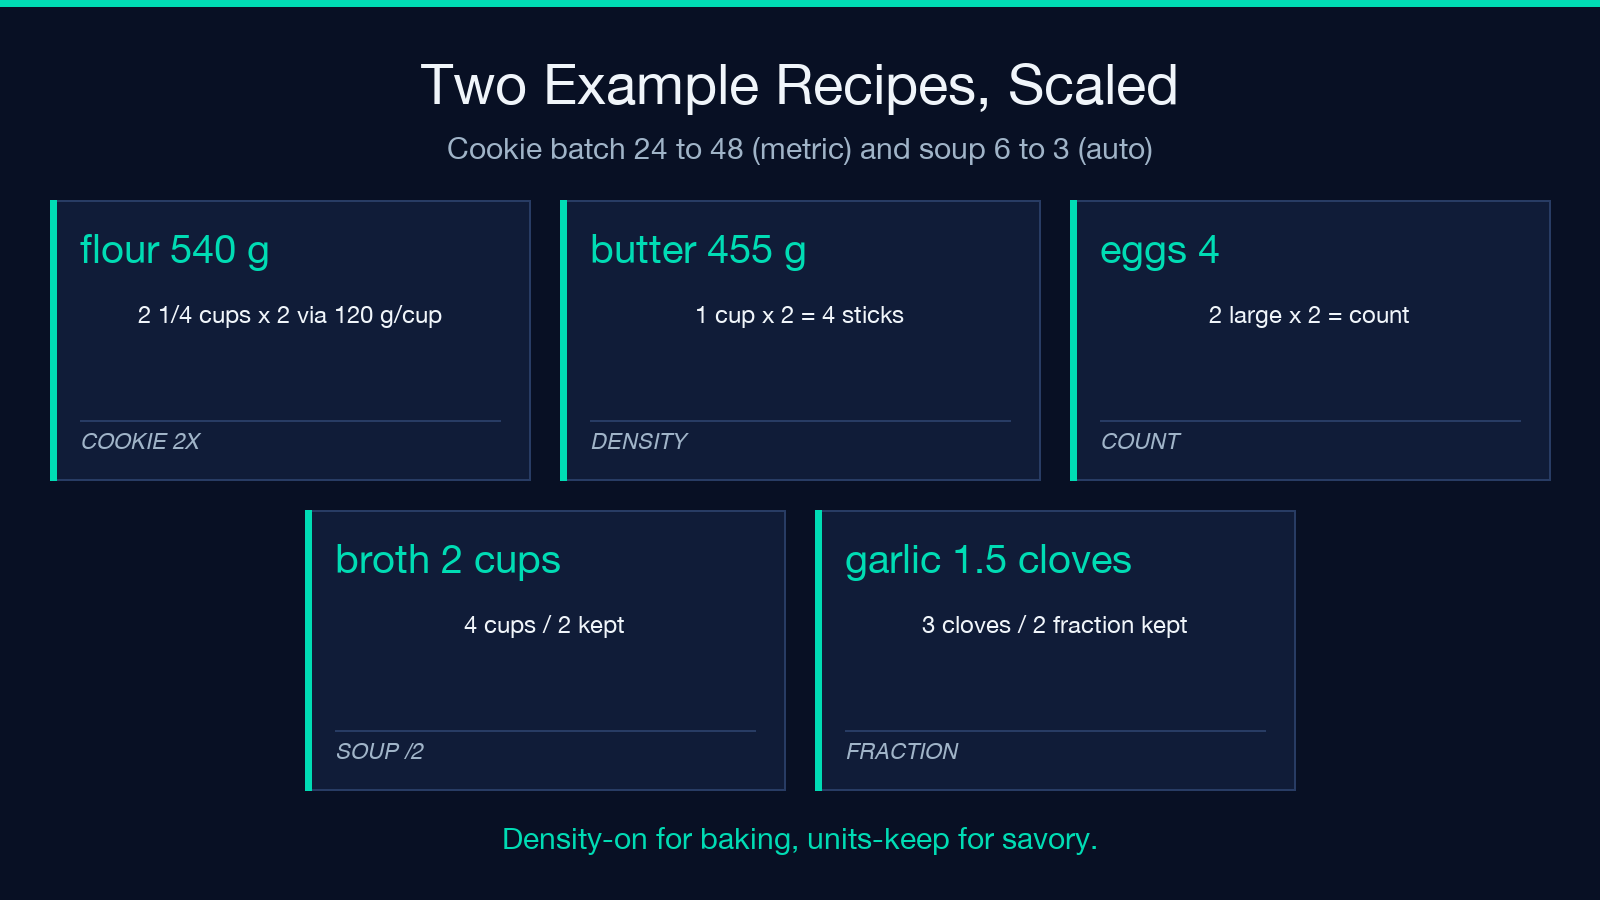 Two Example Recipes, Scaled
Cookie batch 24 to 48 (metric) and soup 6 to 3 (auto)
flour 540 g
2 1/4 cups x 2 via 120 g/cup
COOKIE 2X
butter 455 g
1 cup x 2 = 4 sticks
DENSITY
eggs 4
2 large x 2 = count
COUNT
broth 2 cups
4 cups / 2 kept
SOUP /2
garlic 1.5 cloves
3 cloves / 2 fraction kept
FRACTION
Density-on for baking, units-keep for savory.